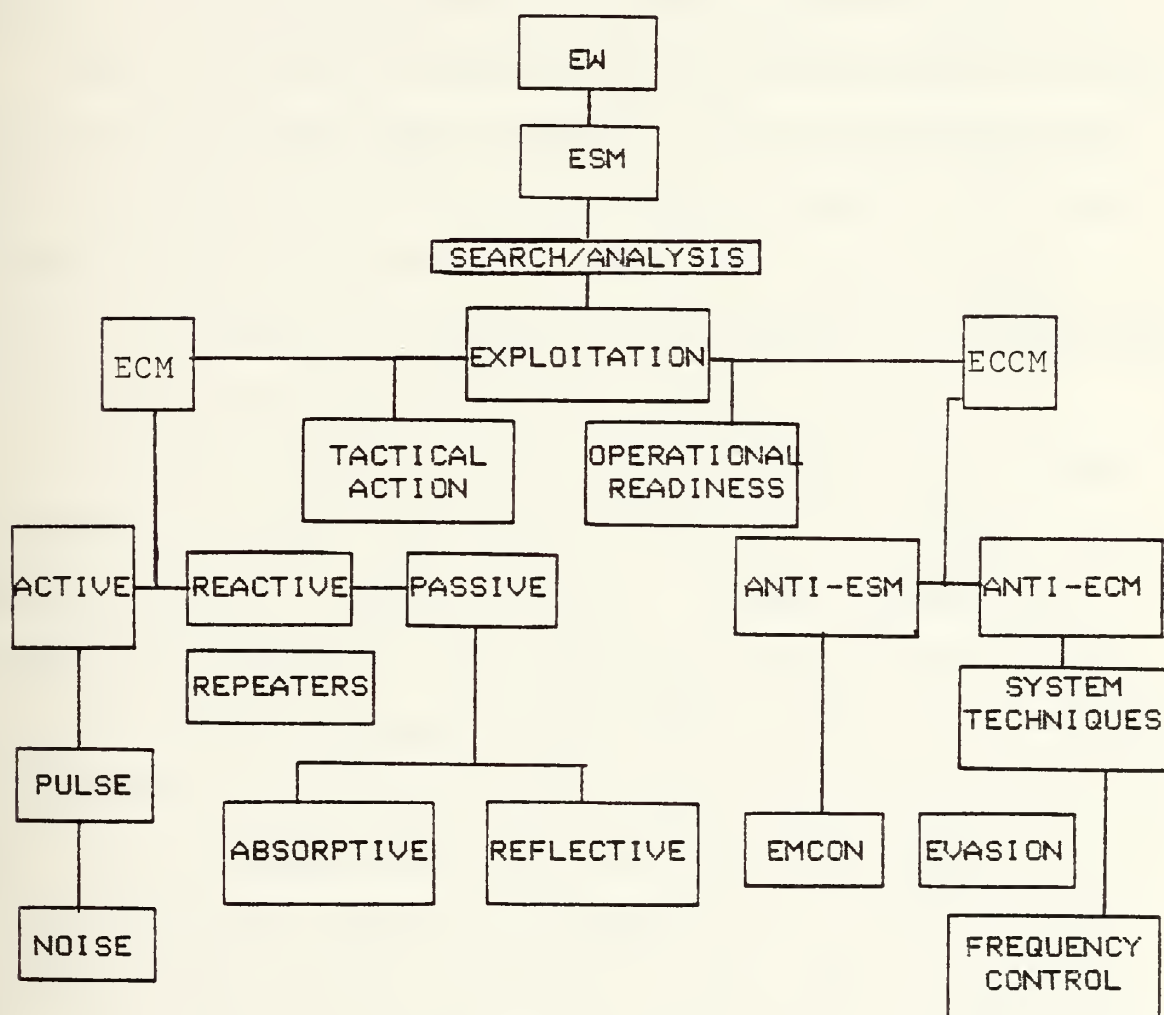 EW
ESM
SEARCH/ANALYSIS
ECM
EXPLOITATION
ECCM
TACTICAL
ACTION
OPERATIONAL
READINESS
ACTIVE
REACTIVE
PASSIVE
ANTI-ESM
ANTI-ECM
REPEATERS
SYSTEM
TECHNIQUES
PULSE
ABSORPTIVE
REFLECTIVE
EMCON
EVASION
NOISE
FREQUENCY
CONTROL